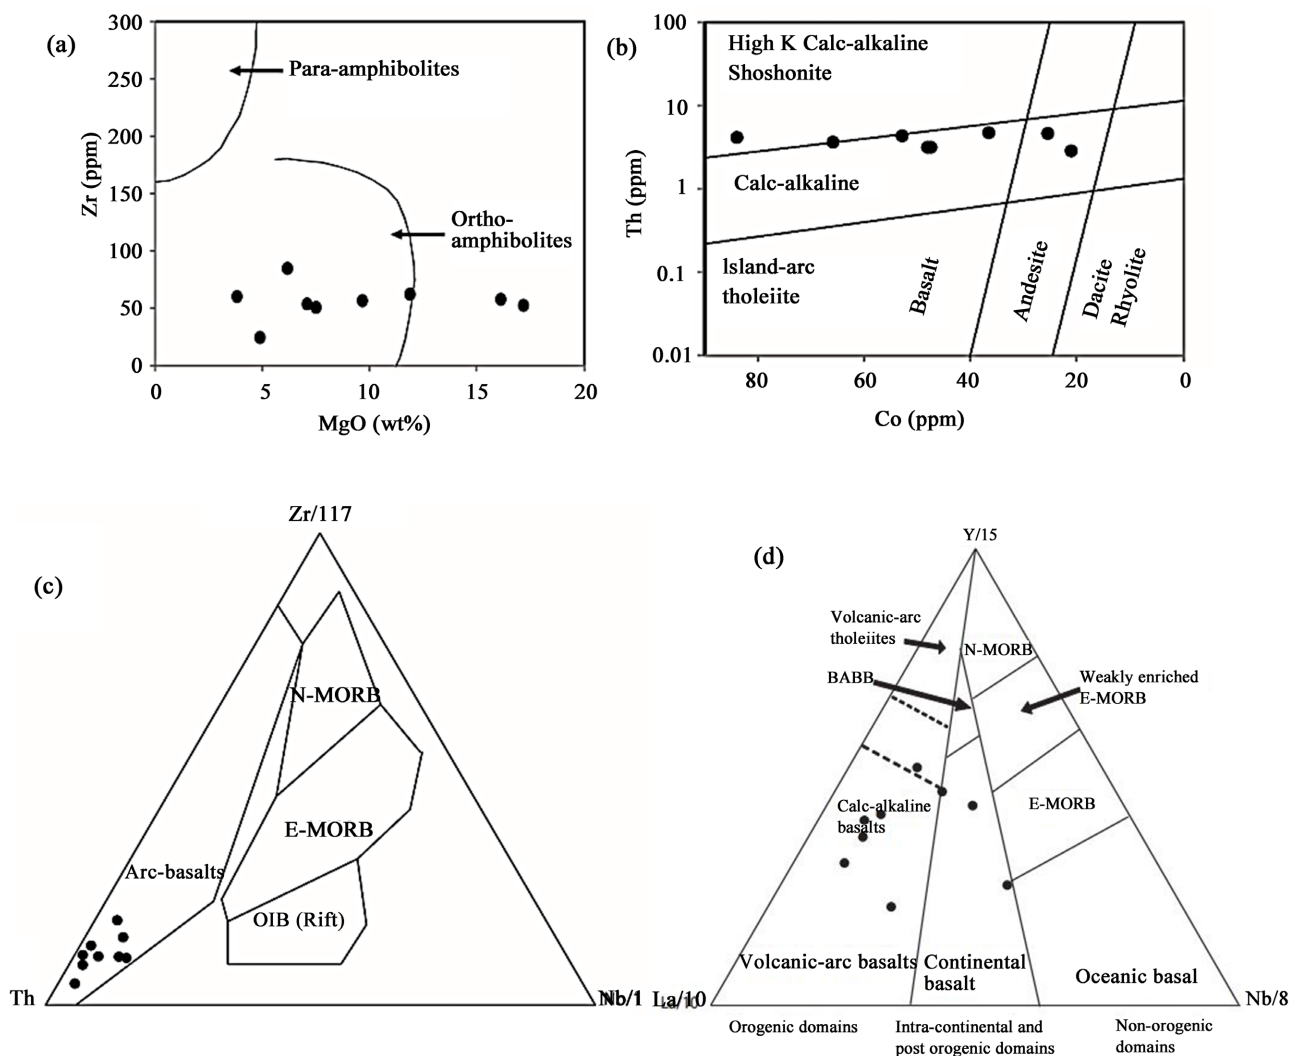 (a)
300
250
200
150
100
50
0
Zr (ppm)
Para-amphibolites
Ortho-
amphibolites
0
5
10
15
20
MgO (wt%)
(b)
100
10
1
0.1
0.01
Th (ppm)
High K Calc-alkaline
Shoshonite
Calc-alkaline
lsland-arc
tholeiite
Basalt
Andesite
Dacite
Rhyolite
80
60
40
20
0
Co (ppm)
(c)
Zr/117
N-MORB
E-MORB
Arc-basalts
OIB (Rift)
Th
Nb/1
(d)
Y/15
Volcanic-arc
tholeiites
N-MORB
BABB
Weakly enriched
E-MORB
Calc-alkaline
basalts
E-MORB
Volcanic-arc basalts
Continental
basalt
Oceanic basal
La/10
Nb/8
Orogenic domains
Intra-continental and
post orogenic domains
Non-orogenic
domains